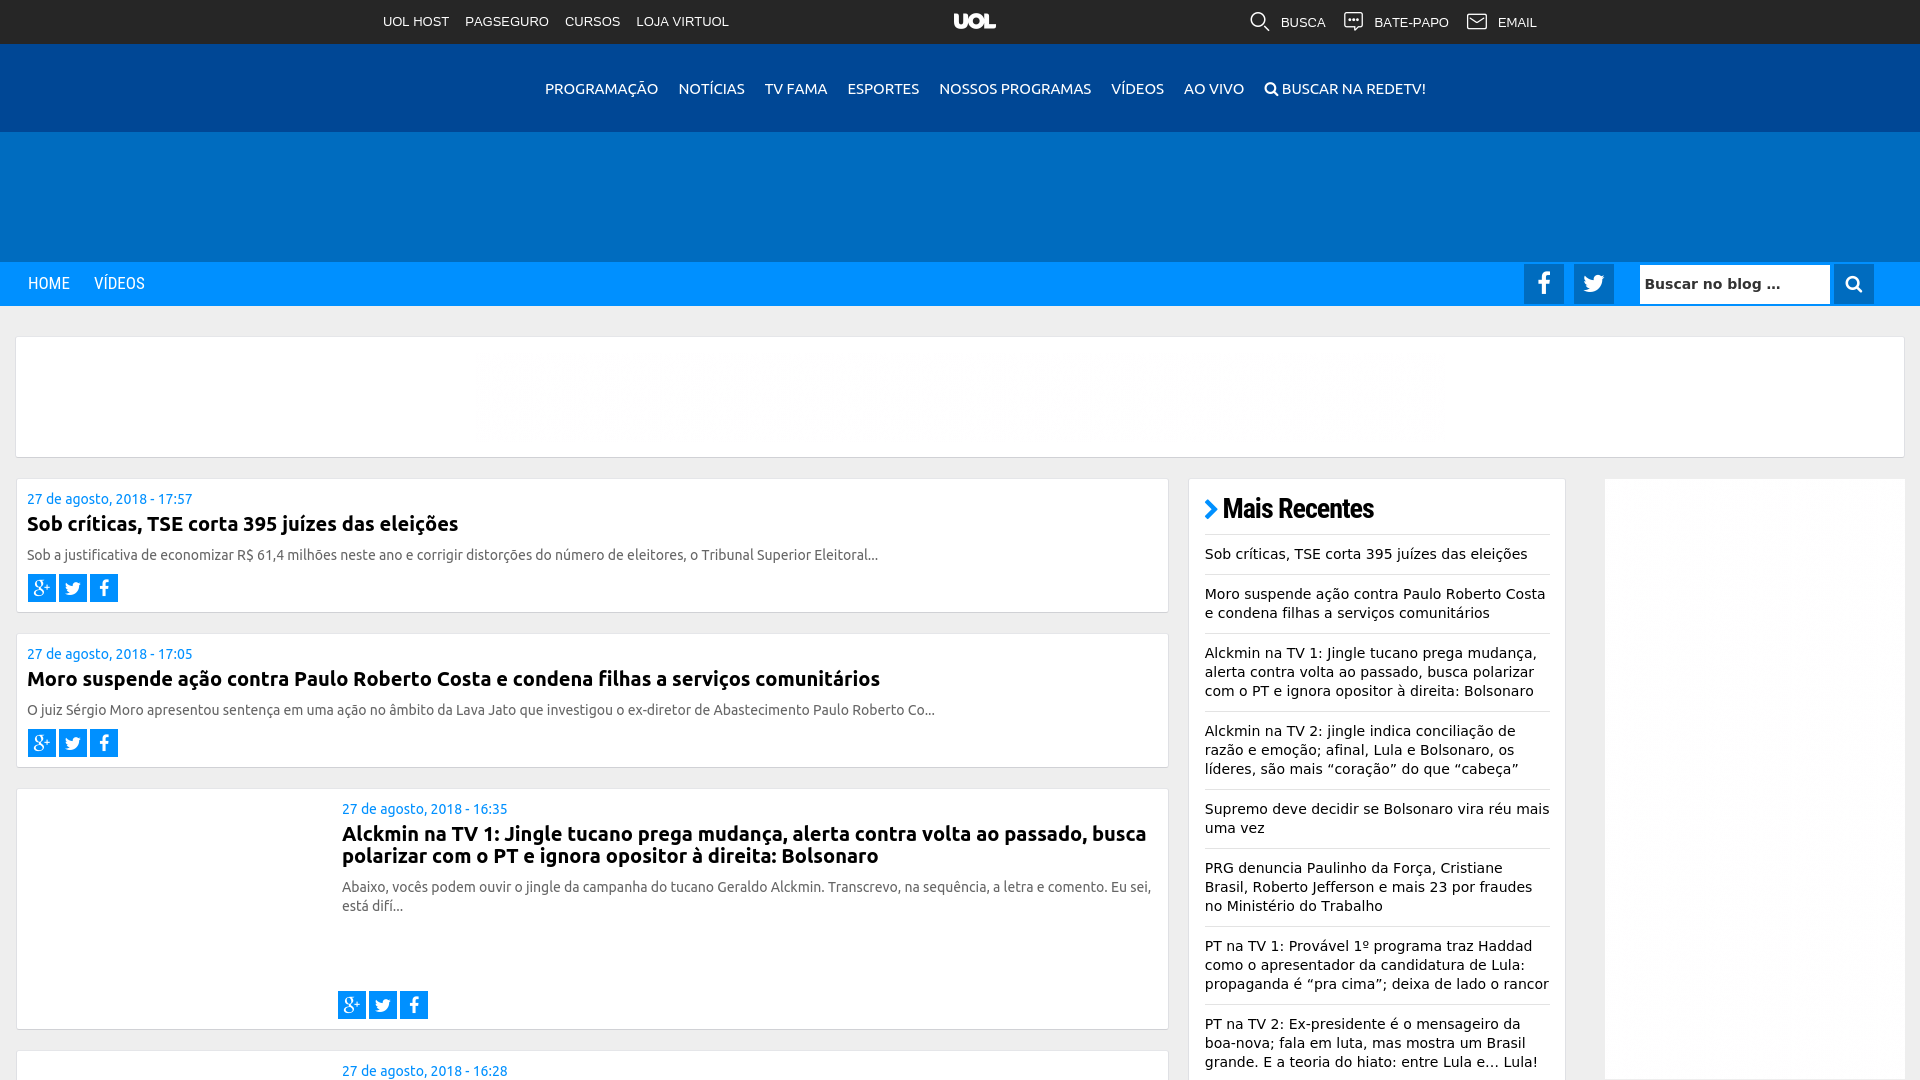 UOL HOST PAGSEGURO CURSOS LOJA VIRTUOL UOL BUSCA BATE-PAPO EMAIL
PROGRAMAÇÃO NOTÍCIAS TV FAMA ESPORTES NOSSOS PROGRAMAS VÍDEOS AO VIVO BUSCAR NA REDETV!
HOME VÍDEOS Buscar no blog ...
27 de agosto, 2018 - 17:57
Sob críticas, TSE corta 395 juízes das eleições
Sob a justificativa de economizar R$ 61,4 milhões neste ano e corrigir distorções do número de eleitores, o Tribunal Superior Eleitoral...
27 de agosto, 2018 - 17:05
Moro suspende ação contra Paulo Roberto Costa e condena filhas a serviços comunitários
O juiz Sérgio Moro apresentou sentença em uma ação no âmbito da Lava Jato que investigou o ex-diretor de Abastecimento Paulo Roberto Co...
27 de agosto, 2018 - 16:35
Alckmin na TV 1: Jingle tucano prega mudança, alerta contra volta ao passado, busca
polarizar com o PT e ignora opositor à direita: Bolsonaro
Abaixo, vocês podem ouvir o jingle da campanha do tucano Geraldo Alckmin. Transcrevo, na sequência, a letra e comento. Eu sei,
está difí...
27 de agosto, 2018 - 16:28
Mais Recentes
Sob críticas, TSE corta 395 juízes das eleições
Moro suspende ação contra Paulo Roberto Costa
e condena filhas a serviços comunitários
Alckmin na TV 1: Jingle tucano prega mudança,
alerta contra volta ao passado, busca polarizar
com o PT e ignora opositor à direita: Bolsonaro
Alckmin na TV 2: jingle indica conciliação de
razão e emoção; afinal, Lula e Bolsonaro, os
líderes, são mais “coração” do que “cabeça”
Supremo deve decidir se Bolsonaro vira réu mais
uma vez
PRG denuncia Paulinho da Força, Cristiane
Brasil, Roberto Jefferson e mais 23 por fraudes
no Ministério do Trabalho
PT na TV 1: Provável 1º programa traz Haddad
como o apresentador da candidatura de Lula:
propaganda é “pra cima”; deixa de lado o rancor
PT na TV 2: Ex-presidente é o mensageiro da
boa-nova; fala em luta, mas mostra um Brasil
grande. E a teoria do hiato: entre Lula e… Lula!